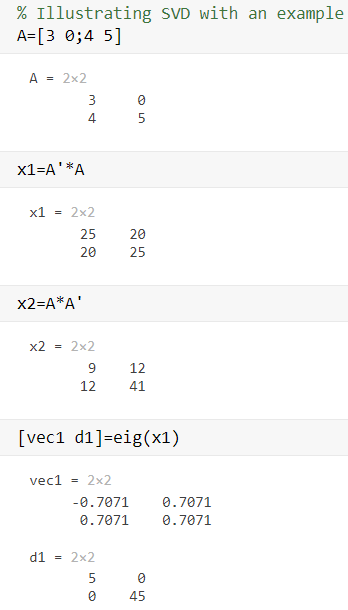 % Illustrating SVD with an example
A=[3 0;4 5]
A = 2×2
3 0
4 5
x1=A'*A
x1 = 2×2
25 20
20 25
x2=A*A'
x2 = 2×2
9 12
12 41
[vec1 d1]=eig(x1)
vec1 = 2×2
-0.7071 0.7071
0.7071 0.7071
d1 = 2×2
5 0
0 45